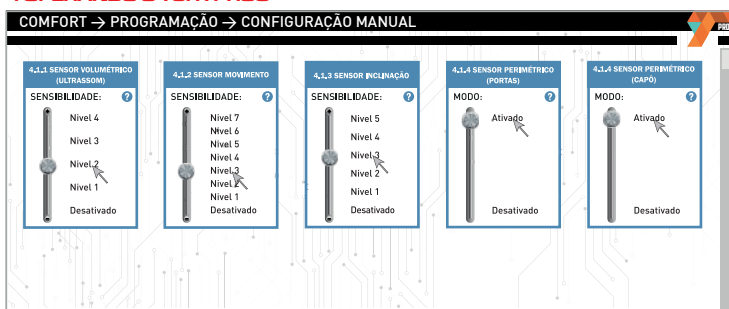 COMFORT → PROGRAMAÇÃO → CONFIGURAÇÃO MANUAL
4.1.1 SENSOR VOLUMÉTRICO
(ULTRASSOM)
SENSIBILIDADE: ?
Nivel 4
Nivel 3
Nivel 2
Nivel 1
Desativado
4.1.2 SENSOR MOVIMENTO
SENSIBILIDADE: ?
Nivel 7
Nivel 6
Nivel 5
Nivel 4
Nivel 3
Nivel 2
Nivel 1
Desativado
4.1.3 SENSOR INCLINAÇÃO
SENSIBILIDADE: ?
Nivel 5
Nivel 4
Nivel 3
Nivel 2
Nivel 1
Desativado
4.1.4 SENSOR PERIMÉTRICO
(PORTAS)
MODO: ?
Ativado
Desativado
4.1.4 SENSOR PERIMÉTRICO
(CAPÔ)
MODO: ?
Ativado
Desativado